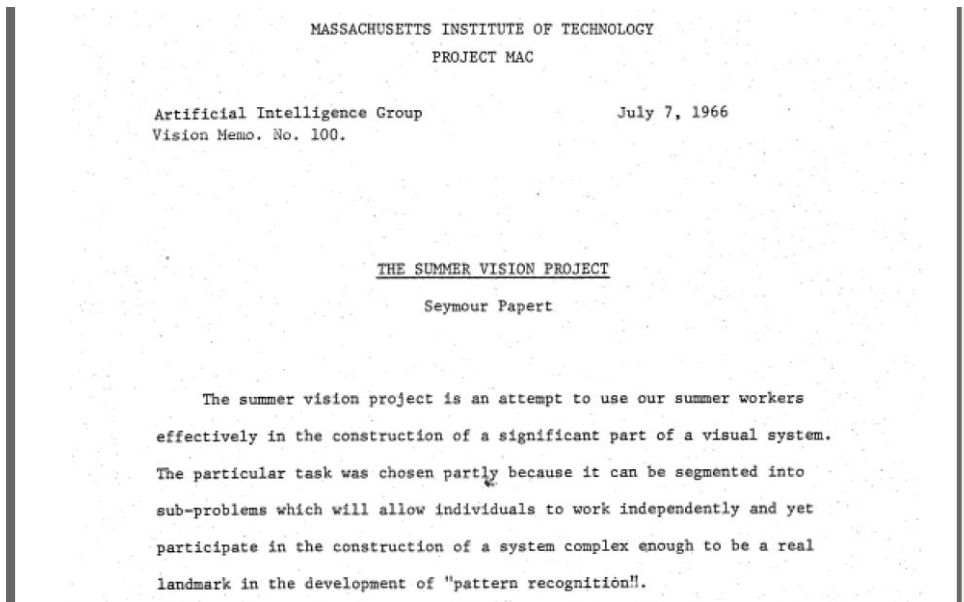 MASSACHUSETTS INSTITUTE OF TECHNOLOGY
PROJECT MAC
Artificial Intelligence Group July 7, 1966
Vision Memo. No. 100.
THE SUMMER VISION PROJECT
Seymour Papert
The summer vision project is an attempt to use our summer workers
effectively in the construction of a significant part of a visual system.
The particular task was chosen partly because it can be segmented into
sub-problems which will allow individuals to work independently and yet
participate in the construction of a system complex enough to be a real
landmark in the development of "pattern recognition".